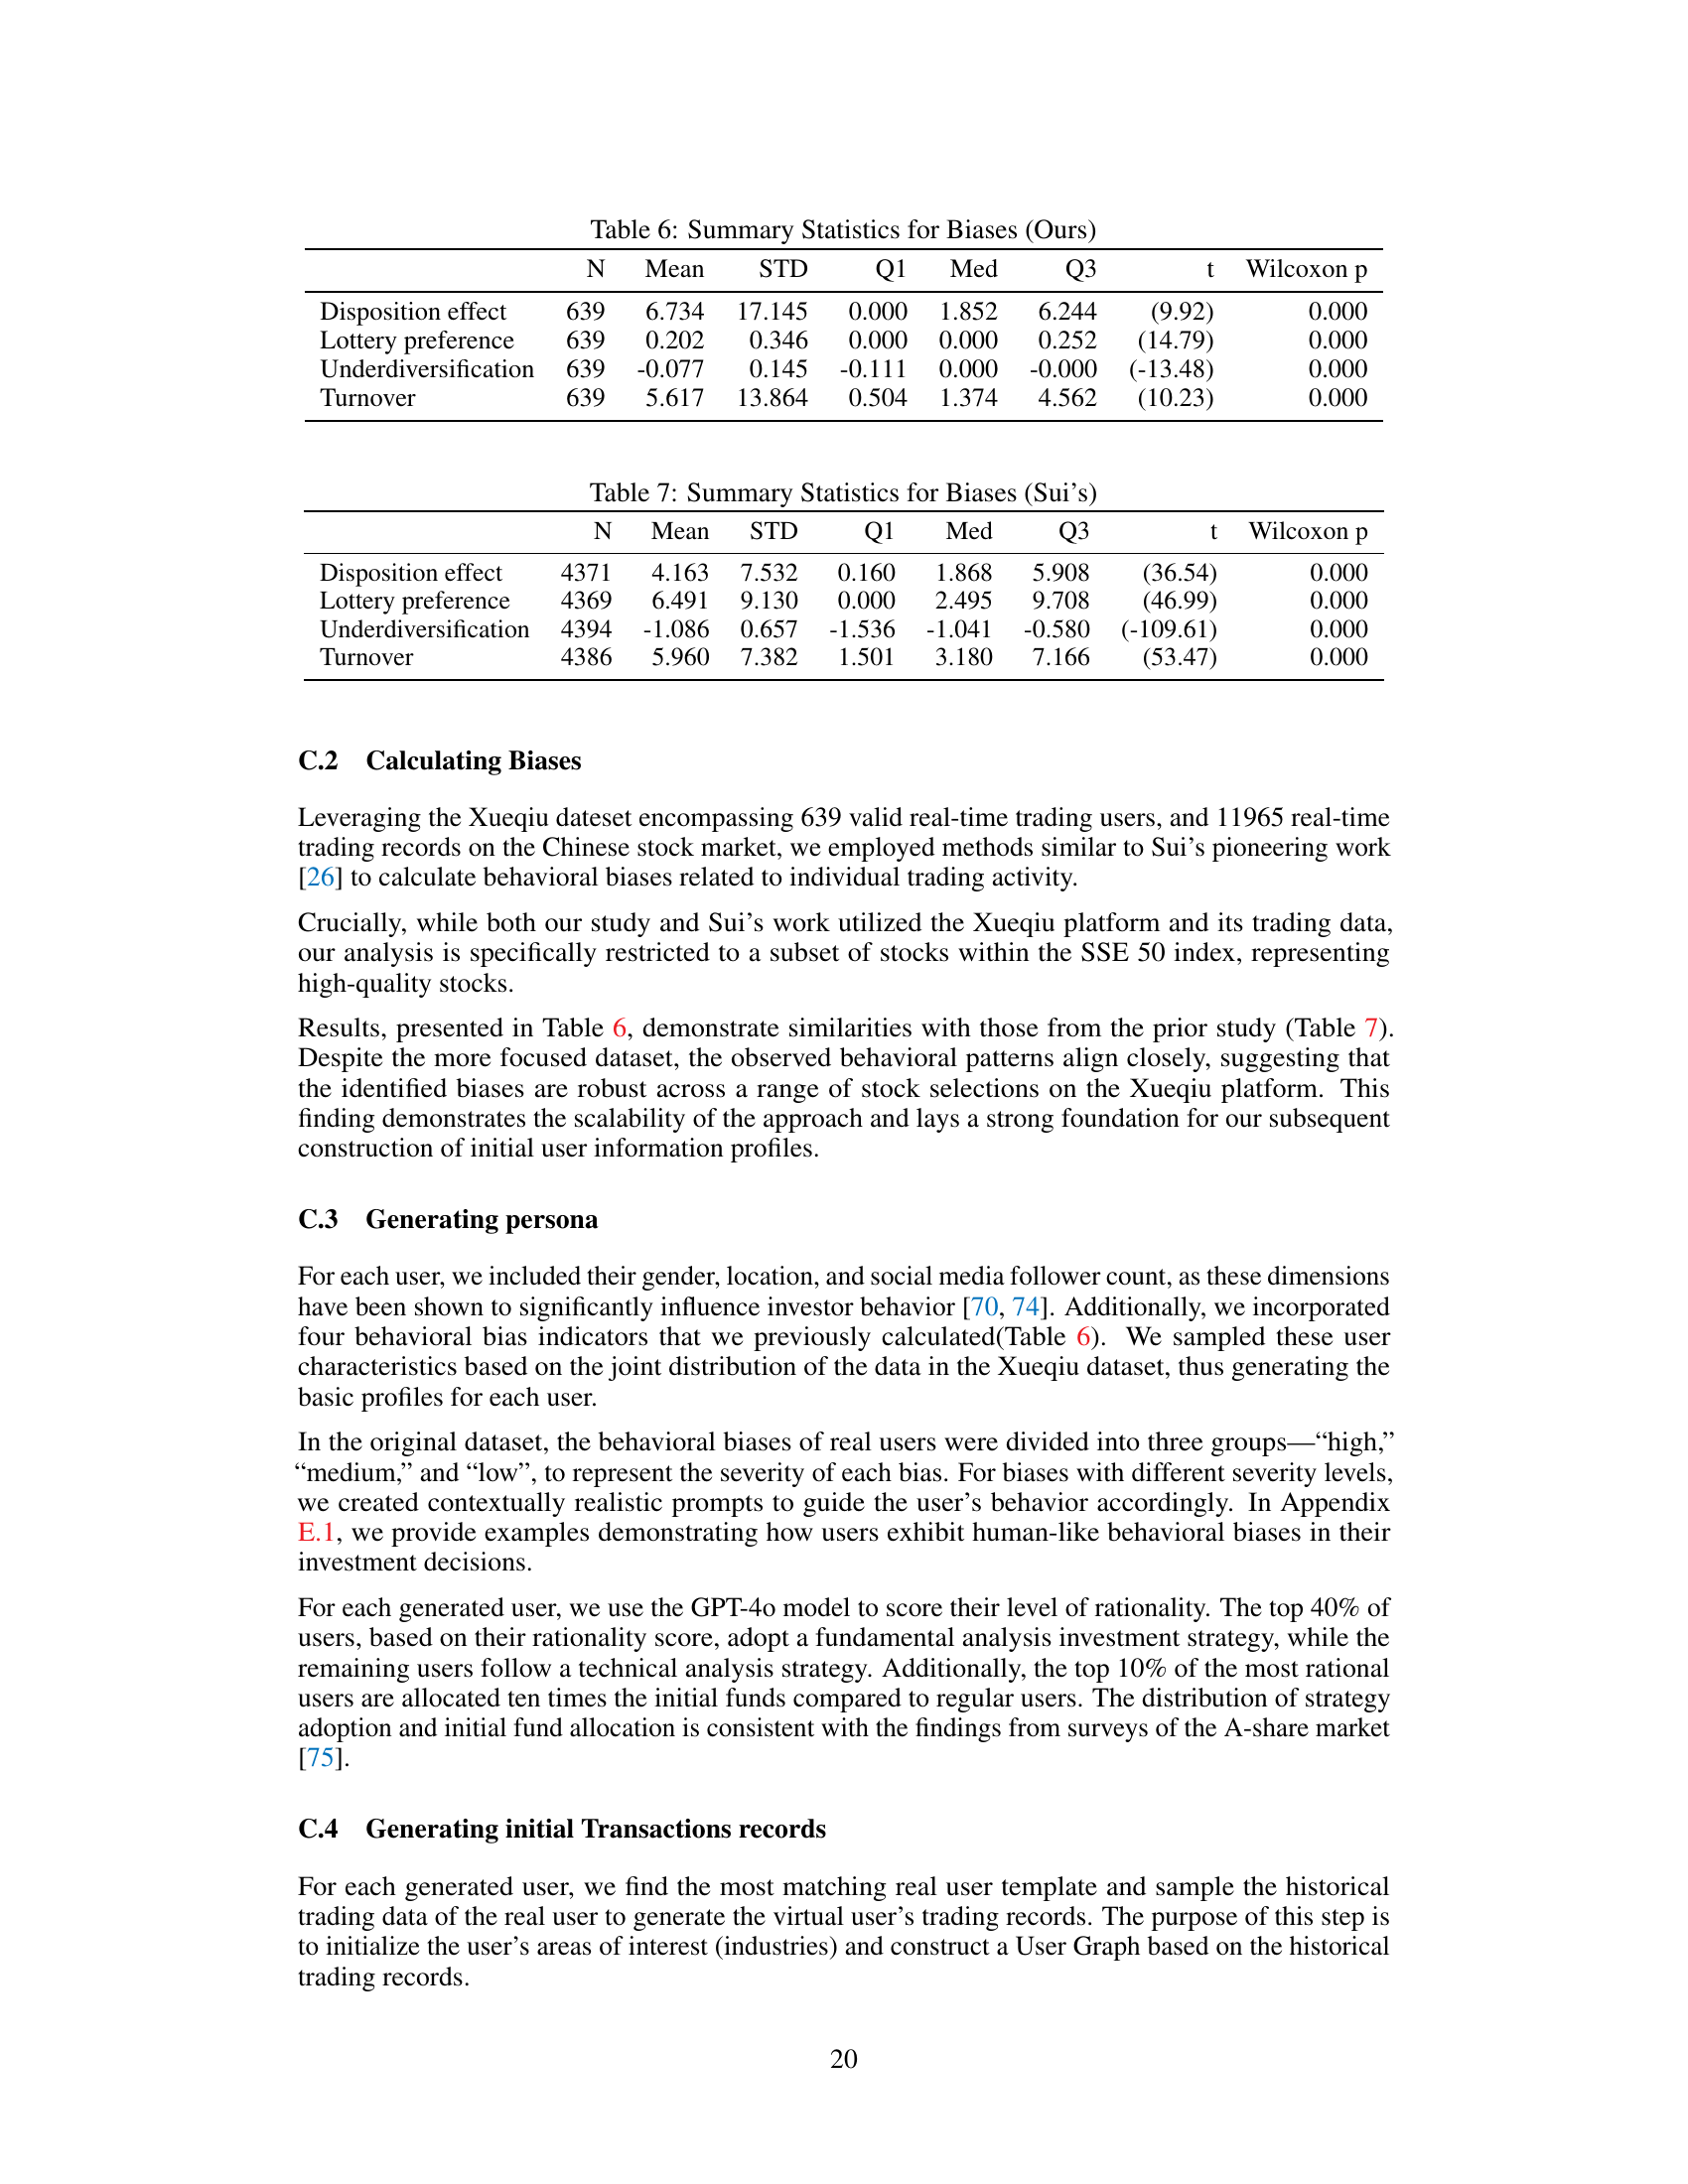 Table 6: Summary Statistics for Biases (Ours)
N Mean STD Q1 Med Q3 t Wilcoxon p
Disposition effect 639 6.734 17.145 0.000 1.852 6.244 (9.92) 0.000
Lottery preference 639 0.202 0.346 0.000 0.000 0.252 (14.79) 0.000
Underdiversification 639 -0.077 0.145 -0.111 0.000 -0.000 (-13.48) 0.000
Turnover 639 5.617 13.864 0.504 1.374 4.562 (10.23) 0.000
Table 7: Summary Statistics for Biases (Sui's)
N Mean STD Q1 Med Q3 t Wilcoxon p
Disposition effect 4371 4.163 7.532 0.160 1.868 5.908 (36.54) 0.000
Lottery preference 4369 6.491 9.130 0.000 2.495 9.708 (46.99) 0.000
Underdiversification 4394 -1.086 0.657 -1.536 -1.041 -0.580 (-109.61) 0.000
Turnover 4386 5.960 7.382 1.501 3.180 7.166 (53.47) 0.000
C.2 Calculating Biases
Leveraging the Xueqiu dateset encompassing 639 valid real-time trading users, and 11965 real-time
trading records on the Chinese stock market, we employed methods similar to Sui's pioneering work
[26] to calculate behavioral biases related to individual trading activity.
Crucially, while both our study and Sui's work utilized the Xueqiu platform and its trading data,
our analysis is specifically restricted to a subset of stocks within the SSE 50 index, representing
high-quality stocks.
Results, presented in Table 6, demonstrate similarities with those from the prior study (Table 7).
Despite the more focused dataset, the observed behavioral patterns align closely, suggesting that
the identified biases are robust across a range of stock selections on the Xueqiu platform. This
finding demonstrates the scalability of the approach and lays a strong foundation for our subsequent
construction of initial user information profiles.
C.3 Generating persona
For each user, we included their gender, location, and social media follower count, as these dimensions
have been shown to significantly influence investor behavior [70, 74]. Additionally, we incorporated
four behavioral bias indicators that we previously calculated(Table 6). We sampled these user
characteristics based on the joint distribution of the data in the Xueqiu dataset, thus generating the
basic profiles for each user.
In the original dataset, the behavioral biases of real users were divided into three groups—“high,”
“medium,” and “low”, to represent the severity of each bias. For biases with different severity levels,
we created contextually realistic prompts to guide the user's behavior accordingly. In Appendix
E.1, we provide examples demonstrating how users exhibit human-like behavioral biases in their
investment decisions.
For each generated user, we use the GPT-4o model to score their level of rationality. The top 40% of
users, based on their rationality score, adopt a fundamental analysis investment strategy, while the
remaining users follow a technical analysis strategy. Additionally, the top 10% of the most rational
users are allocated ten times the initial funds compared to regular users. The distribution of strategy
adoption and initial fund allocation is consistent with the findings from surveys of the A-share market
[75].
C.4 Generating initial Transactions records
For each generated user, we find the most matching real user template and sample the historical
trading data of the real user to generate the virtual user's trading records. The purpose of this step is
to initialize the user's areas of interest (industries) and construct a User Graph based on the historical
trading records.
20